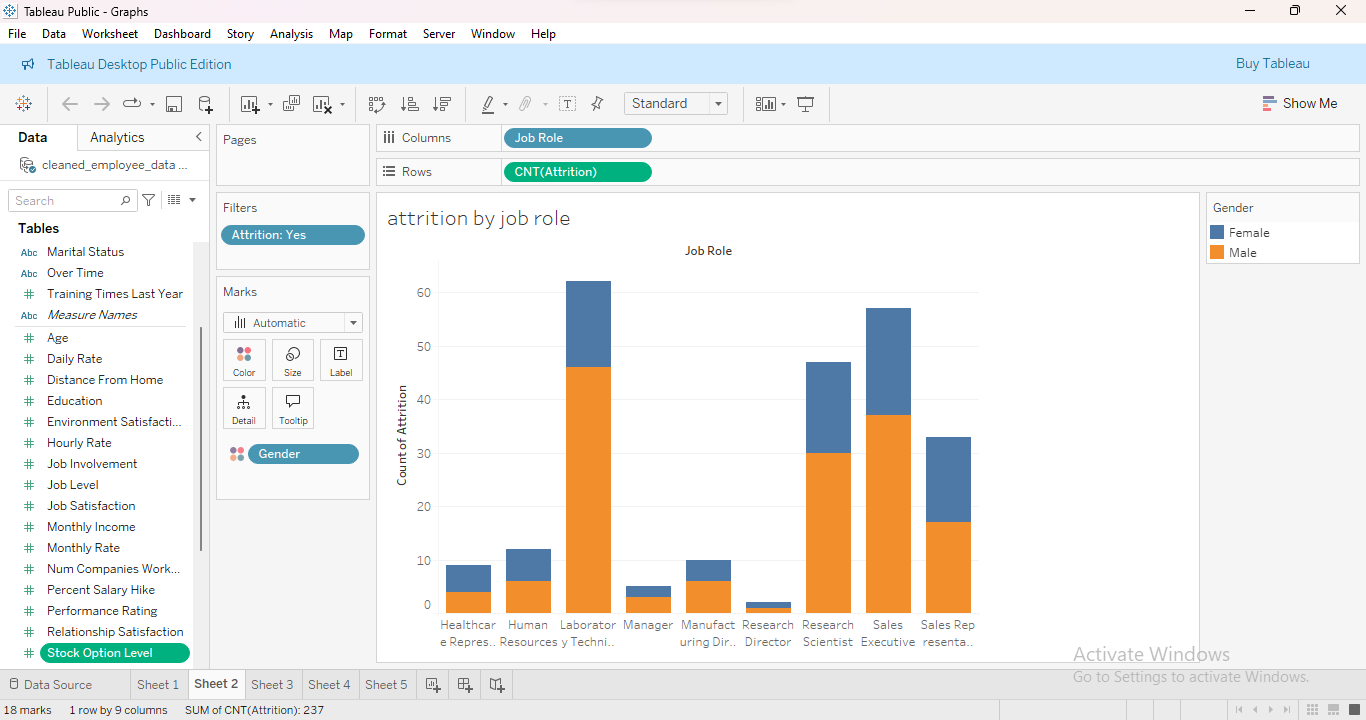 Tableau Public - Graphs
File Data Worksheet Dashboard Story Analysis Map Format Server Window Help
Tableau Desktop Public Edition
Buy Tableau
Standard
Show Me
Data
Analytics
cleaned_employee_data ...
Search
Tables
Abc Marital Status
Abc Over Time
# Training Times Last Year
Abc Measure Names
# Age
# Daily Rate
# Distance From Home
# Education
# Environment Satisfacti...
# Hourly Rate
# Job Involvement
# Job Level
# Job Satisfaction
# Monthly Income
# Monthly Rate
# Num Companies Work...
# Percent Salary Hike
# Performance Rating
# Relationship Satisfaction
# Stock Option Level
Pages
Filters
Attrition: Yes
Marks
Automatic
Color Size Label
Detail Tooltip
Gender
Columns
Job Role
Rows
CNT(Attrition)
attrition by job role
Job Role
Count of Attrition
60
50
40
30
20
10
0
Healthcar Human Laborator Manager Manufact Research Research Sales Sales Rep
e Repres.. Resources y Techni.. uring Dir.. Director Scientist Executive resenta..
Gender
Female
Male
Activate Windows
Go to Settings to activate Windows.
Data Source Sheet 1 Sheet 2 Sheet 3 Sheet 4 Sheet 5
18 marks 1 row by 9 columns SUM of CNT(Attrition): 237